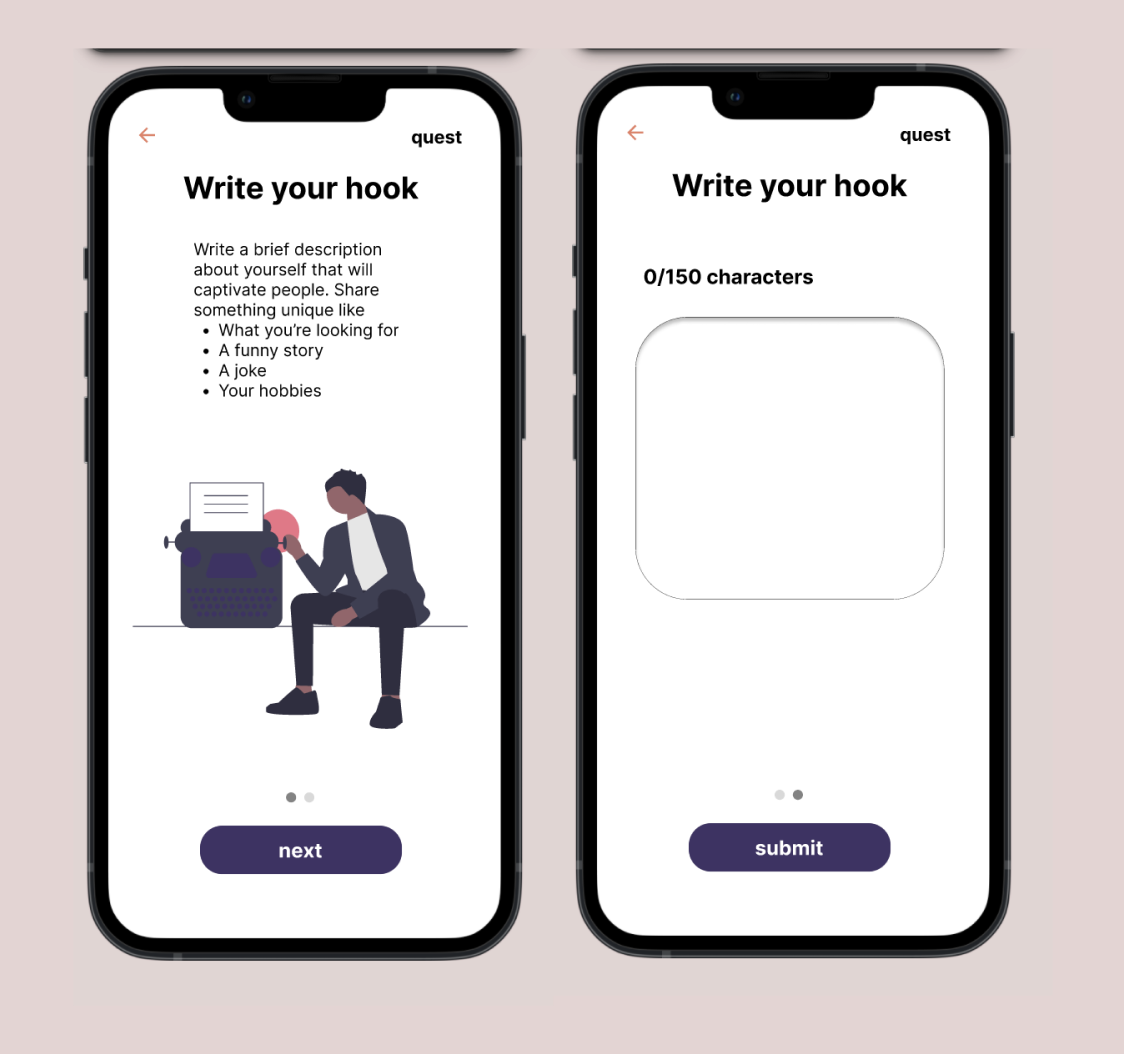 quest
Write your hook
Write a brief description
about yourself that will
captivate people. Share
something unique like
• What you’re looking for
• A funny story
• A joke
• Your hobbies
next
quest
Write your hook
0/150 characters
submit